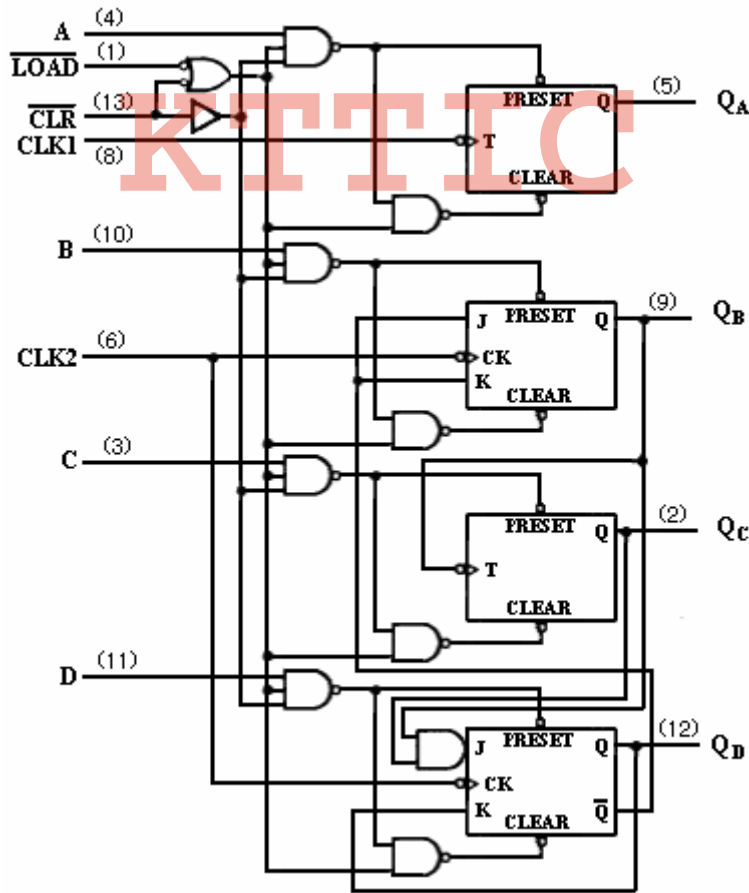 A (4)
LOAD (1)
CLR (13)
CLK1 (8)
KTTIC
PRESET Q (5) QA
T
CLEAR
B (10)
J PRESET Q (9) QB
CLK2 (6)
CK
K
CLEAR
C (3)
PRESET Q (2) QC
T
CLEAR
D (11)
J PRESET Q (12) QD
CK
K Q
CLEAR